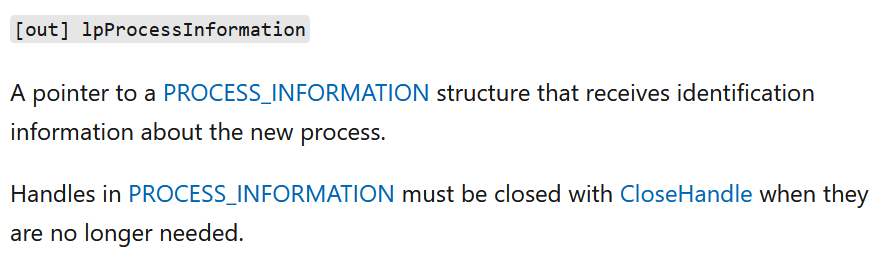 [out] lpProcessInformation
A pointer to a PROCESS_INFORMATION structure that receives identification
information about the new process.
Handles in PROCESS_INFORMATION must be closed with CloseHandle when they
are no longer needed.